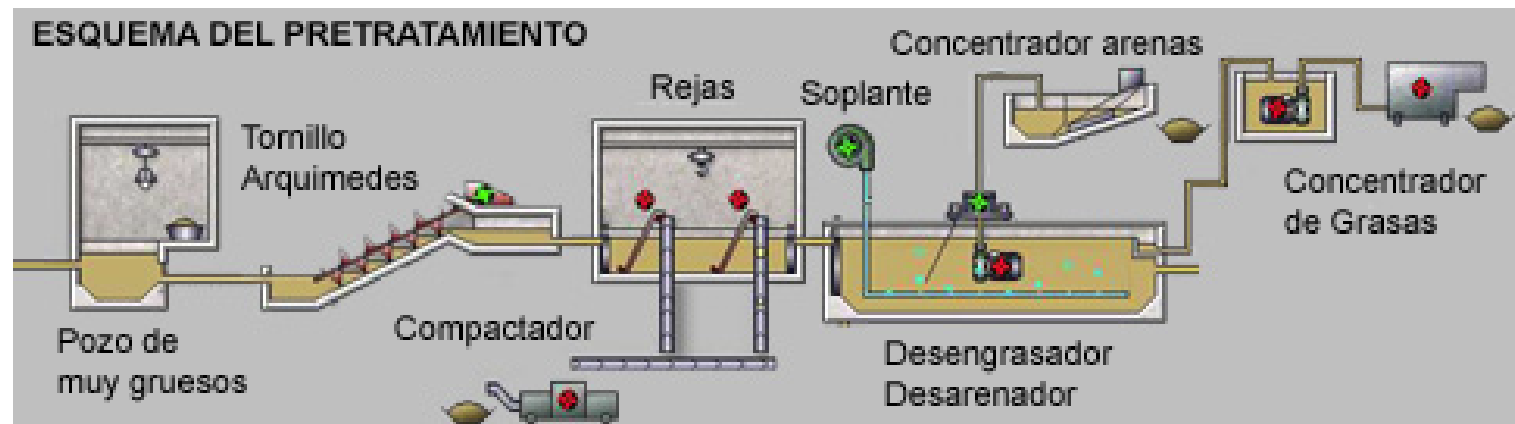 ESQUEMA DEL PRETRATAMIENTO
Concentrador arenas
Rejas
Soplante
Tornillo
Arquimedes
Concentrador
de Grasas
Compactador
Pozo de
muy gruesos
Desengrasador
Desarenador